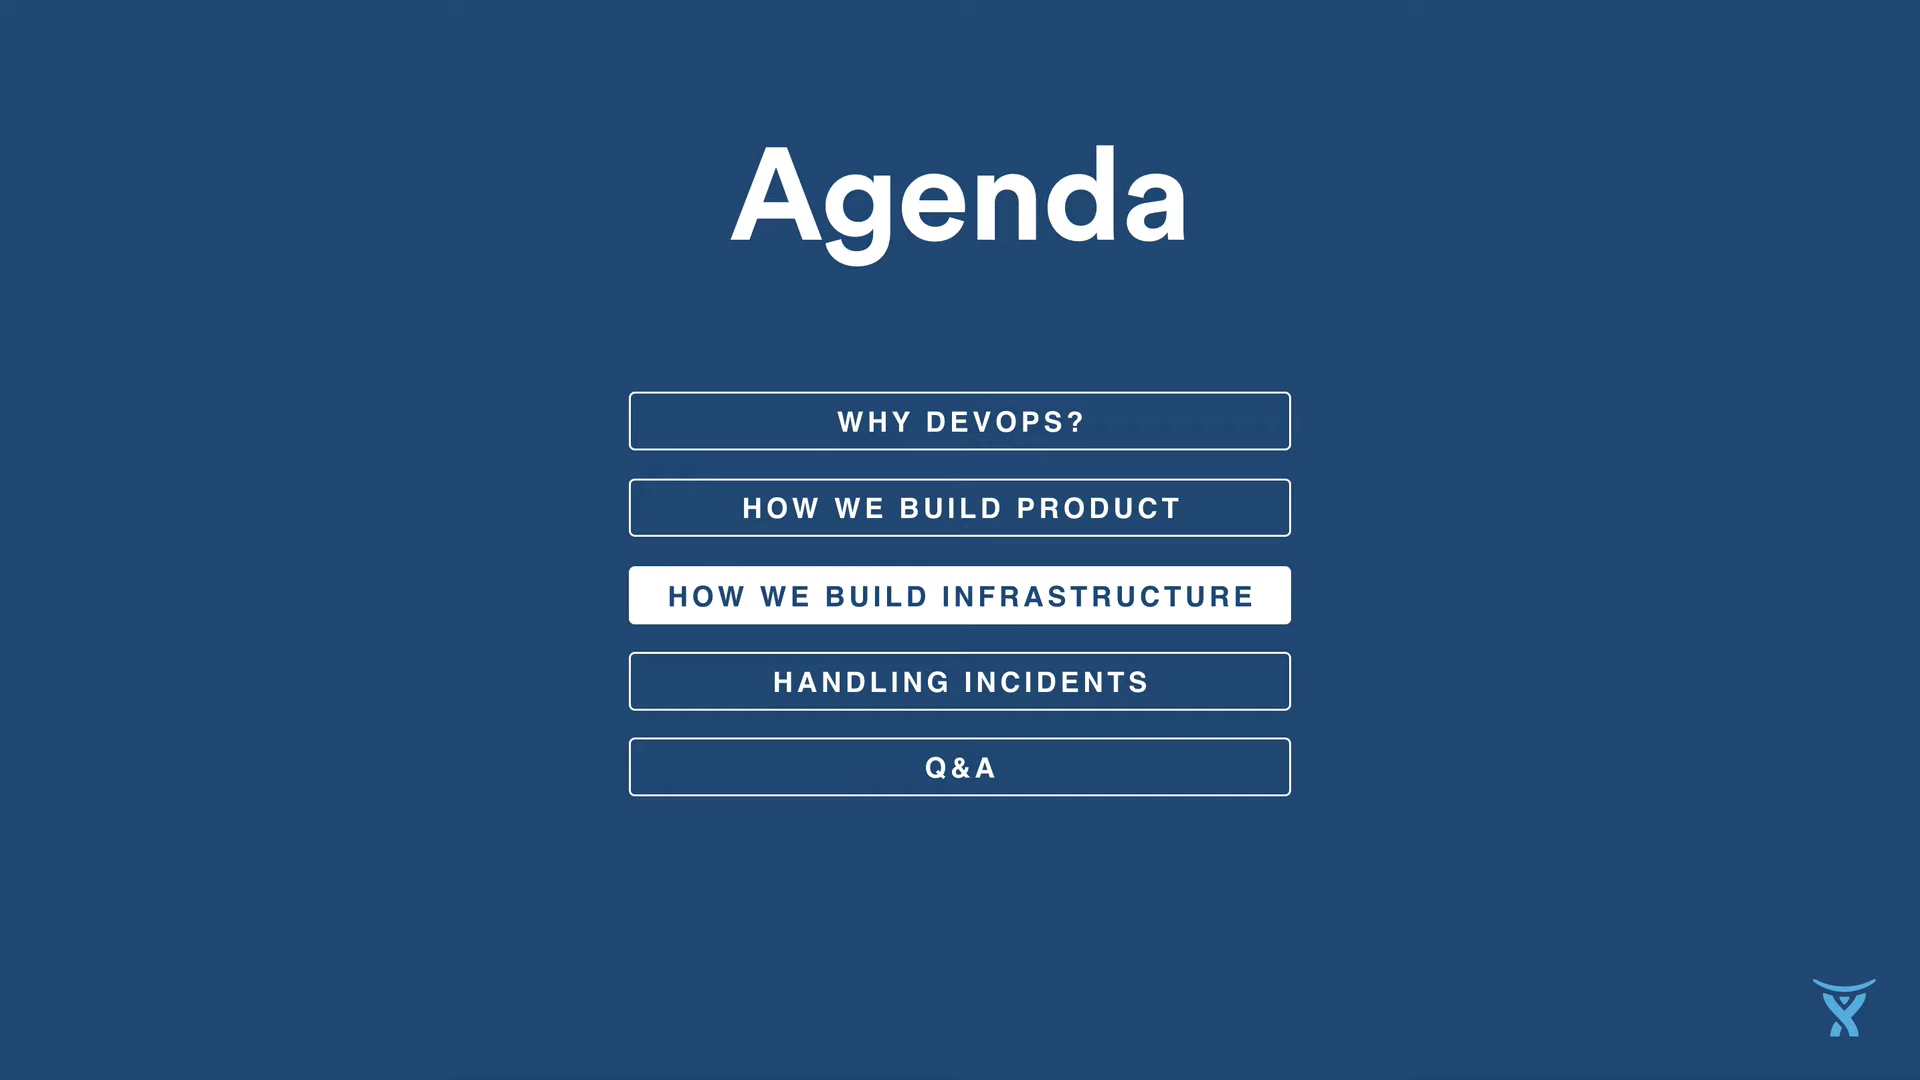 Agenda
WHY DEVOPS?
HOW WE BUILD PRODUCT
HOW WE BUILD INFRASTRUCTURE
HANDLING INCIDENTS
Q&A